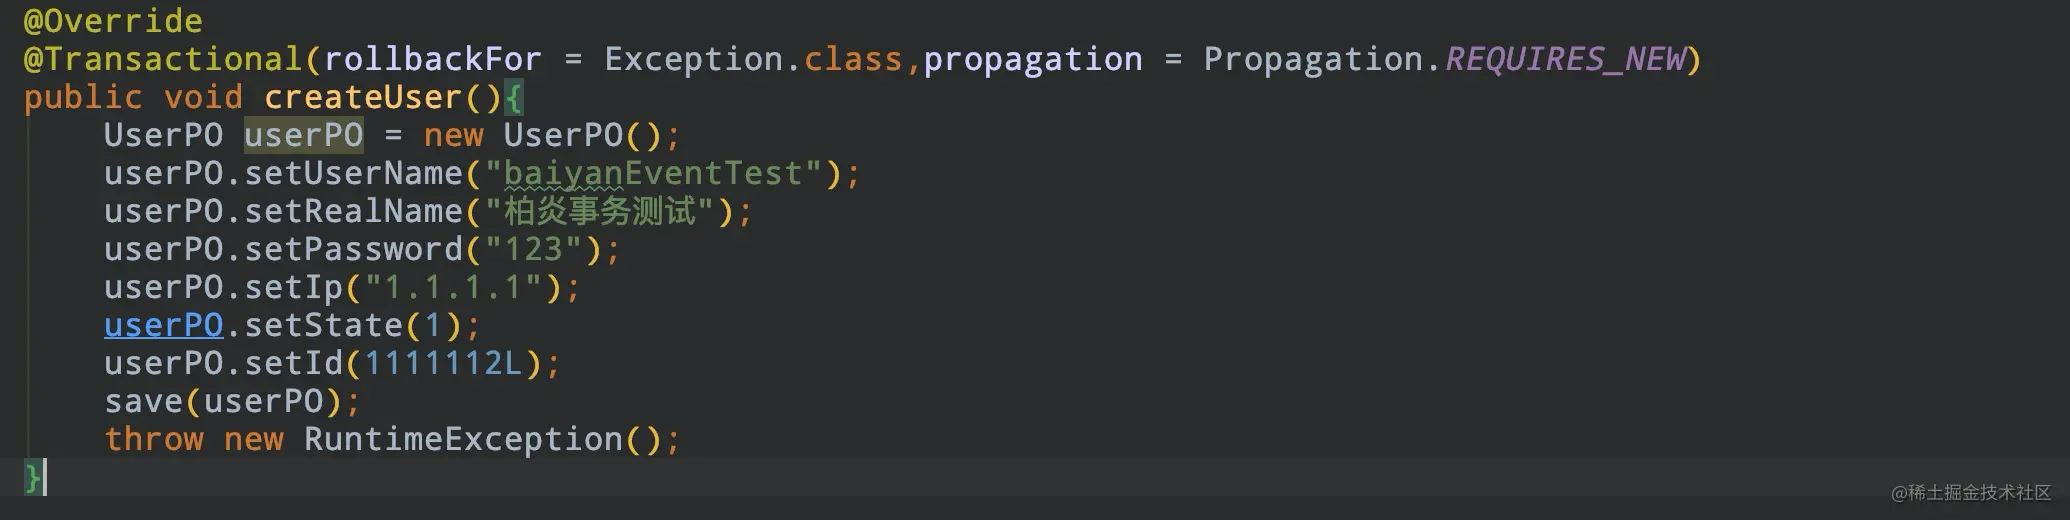 @Override
@Transactional(rollbackFor = Exception.class,propagation = Propagation.REQUIRES_NEW)
public void createUser(){
    UserPO userPO = new UserPO();
    userPO.setUserName("baiyanEventTest");
    userPO.setRealName("柏炎事务测试");
    userPO.setPassword("123");
    userPO.setIp("1.1.1.1");
    userPO.setState(1);
    userPO.setId(1111112L);
    save(userPO);
    throw new RuntimeException();
}
@稀土掘金技术社区